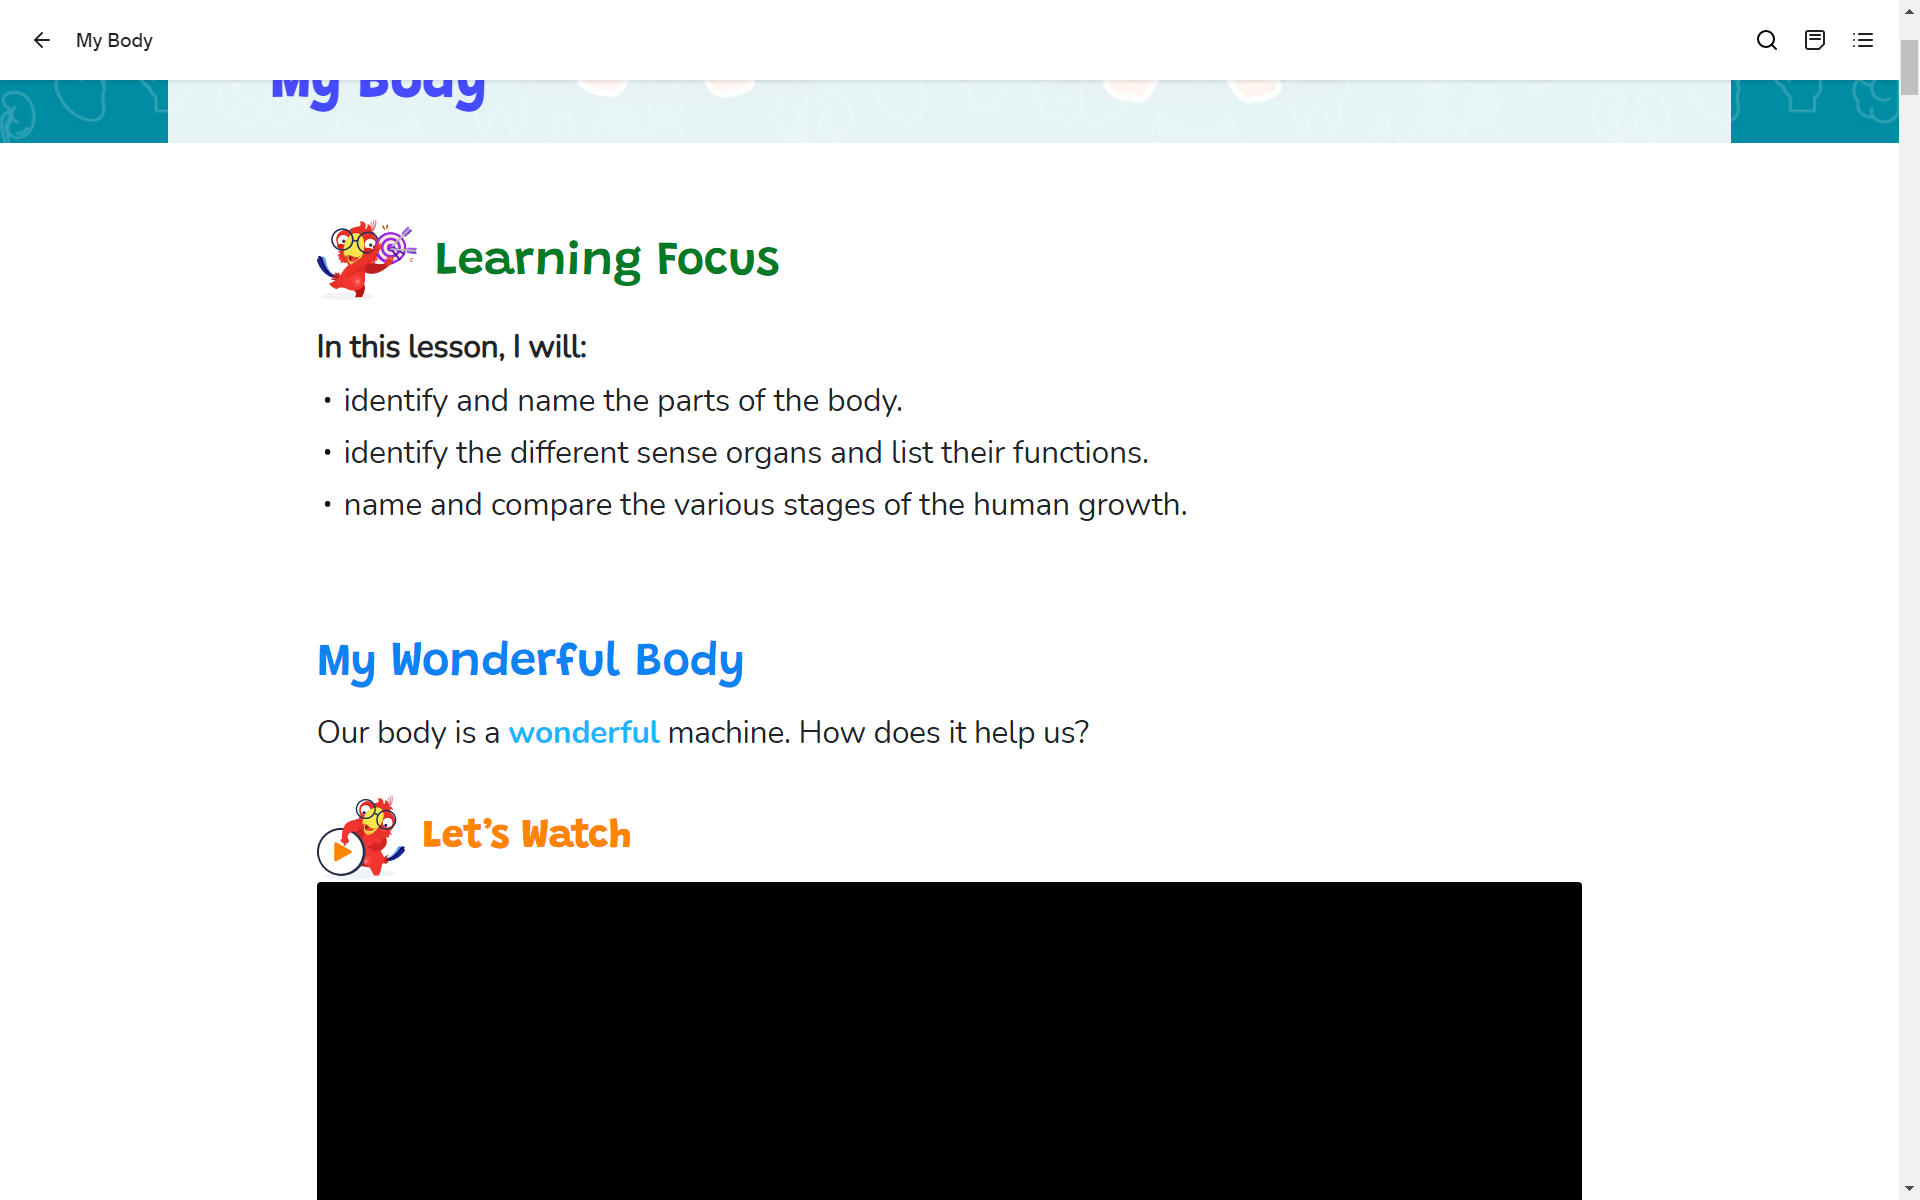 My Body
My Body
Learning Focus
In this lesson, I will:
• identify and name the parts of the body.
• identify the different sense organs and list their functions.
• name and compare the various stages of the human growth.
My Wonderful Body
Our body is a wonderful machine. How does it help us?
Let’s Watch